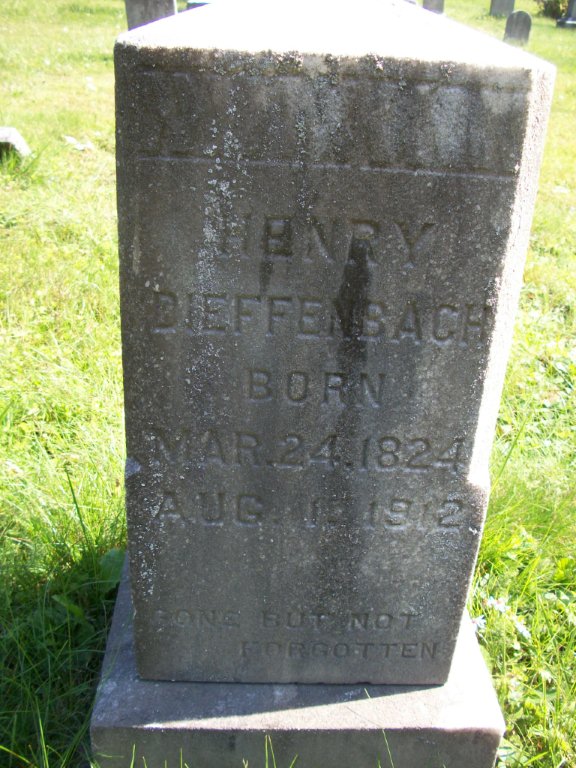 HENRY
DIEFFENBACH
BORN
MAR. 24. 1824
AUG. 1912
GONE BUT NOT
FORGOTTEN